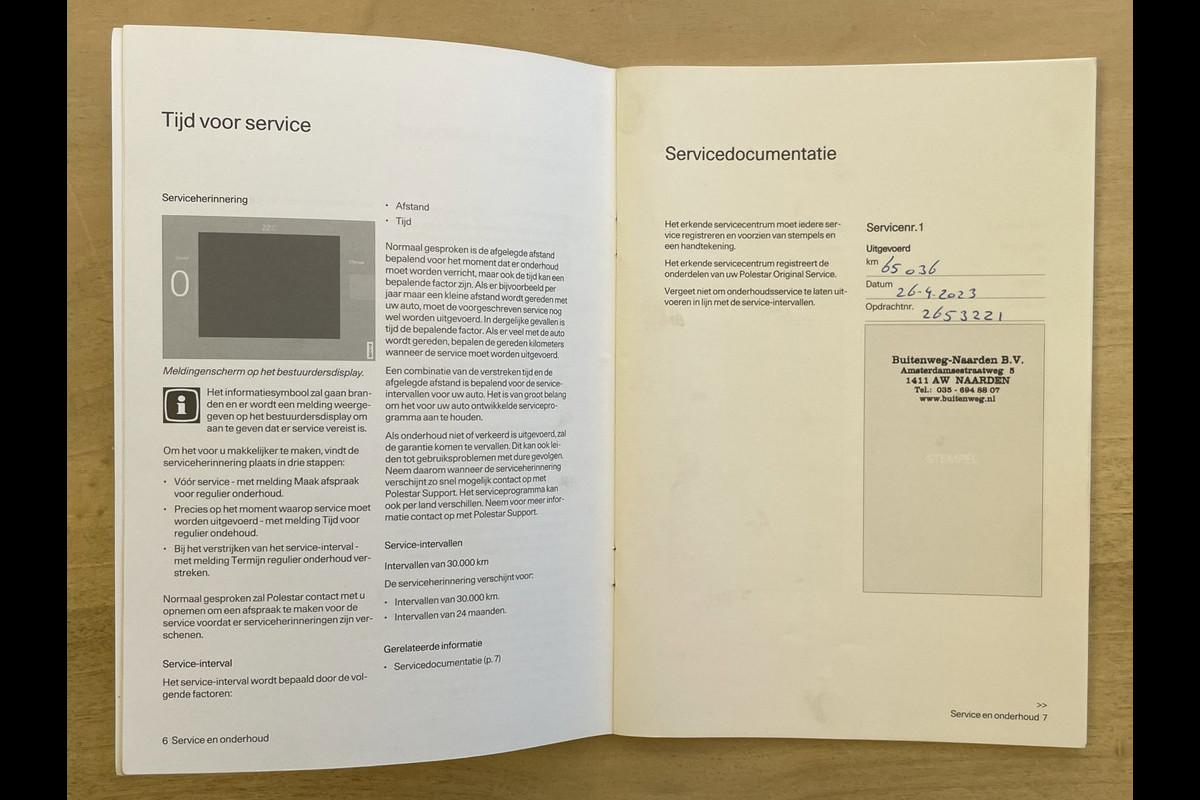 Tijd voor service
Serviceherinnering
22°C
0
Meldingenscherm op het bestuurdersdisplay.
Het informatiesymbool zal gaan bran-
den en er wordt een melding weerge-
geven op het bestuurdersdisplay om
aan te geven dat er service vereist is.
Om het voor u makkelijker te maken, vindt de
serviceherinnering plaats in drie stappen:
• Vóór service - met melding Maak afspraak
voor regulier onderhoud.
• Precies op het moment waarop service moet
worden uitgevoerd - met melding Tijd voor
regulier ondehoud.
• Bij het verstrijken van het service-interval -
met melding Termijn regulier onderhoud ver-
streken.
Normaal gesproken zal Polestar contact met u
opnemen om een afspraak te maken voor de
service voordat er serviceherinneringen zijn ver-
schenen.
Service-interval
Het service-interval wordt bepaald door de vol-
gende factoren:
• Afstand
• Tijd
Normaal gesproken is de afgelegde afstand
bepalend voor het moment dat er onderhoud
moet worden verricht, maar ook de tijd kan een
bepalende factor zijn. Als er bijvoorbeeld per
jaar maar een kleine afstand wordt gereden met
uw auto, moet de voorgeschreven service nog
wel worden uitgevoerd. In dergelijke gevallen is
tijd de bepalende factor. Als er veel met de auto
wordt gereden, bepalen de gereden kilometers
wanneer de service moet worden uitgevoerd.
Een combinatie van de verstreken tijd en de
afgelegde afstand is bepalend voor de service-
intervallen voor uw auto. Het is van groot belang
om het voor uw auto ontwikkelde servicepro-
gramma aan te houden.
Als onderhoud niet of verkeerd is uitgevoerd, zal
de garantie komen te vervallen. Dit kan ook lei-
den tot gebruiksproblemen met dure gevolgen.
Neem daarom wanneer de serviceherinnering
verschijnt zo snel mogelijk contact op met
Polestar Support. Het serviceprogramma kan
ook per land verschillen. Neem voor meer infor-
matie contact op met Polestar Support.
Service-intervallen
Intervallen van 30.000 km
De serviceherinnering verschijnt voor:
• Intervallen van 30.000 km.
• Intervallen van 24 maanden.
Gerelateerde informatie
• Servicedocumentatie (p. 7)
6 Service en onderhoud
Servicedocumentatie
Het erkende servicecentrum moet iedere ser-
vice registreren en voorzien van stempels en
een handtekening.
Het erkende servicecentrum registreert de
onderdelen van uw Polestar Original Service.
Vergeet niet om onderhoudsservice te laten uit-
voeren in lijn met de service-intervallen.
Servicenr. 1
Uitgevoerd
km 65036
Datum 26-4-2023
Opdrachtnr. 2653221
Buitenweg-Naarden B.V.
Amsterdamsestraatweg 5
1411 AW NAARDEN
Tel.: 035 - 694 88 07
www.buitenweg.nl
STEMPEL
>>
Service en onderhoud 7